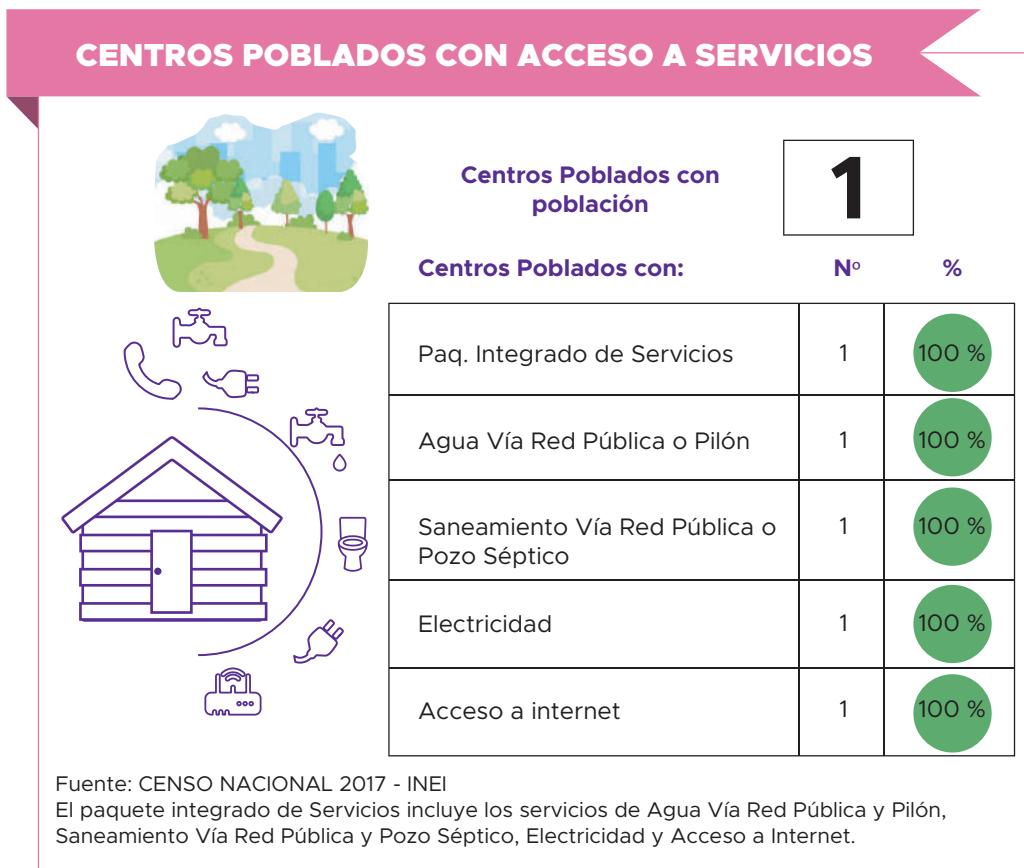 CENTROS POBLADOS CON ACCESO A SERVICIOS
Centros Poblados con
población
1
Centros Poblados con: Nº %
Paq. Integrado de Servicios 1 100 %
Agua Vía Red Pública o Pilón 1 100 %
Saneamiento Vía Red Pública o
Pozo Séptico 1 100 %
Electricidad 1 100 %
Acceso a internet 1 100 %
Fuente: CENSO NACIONAL 2017 - INEI
El paquete integrado de Servicios incluye los servicios de Agua Vía Red Pública y Pilón,
Saneamiento Vía Red Pública y Pozo Séptico, Electricidad y Acceso a Internet.